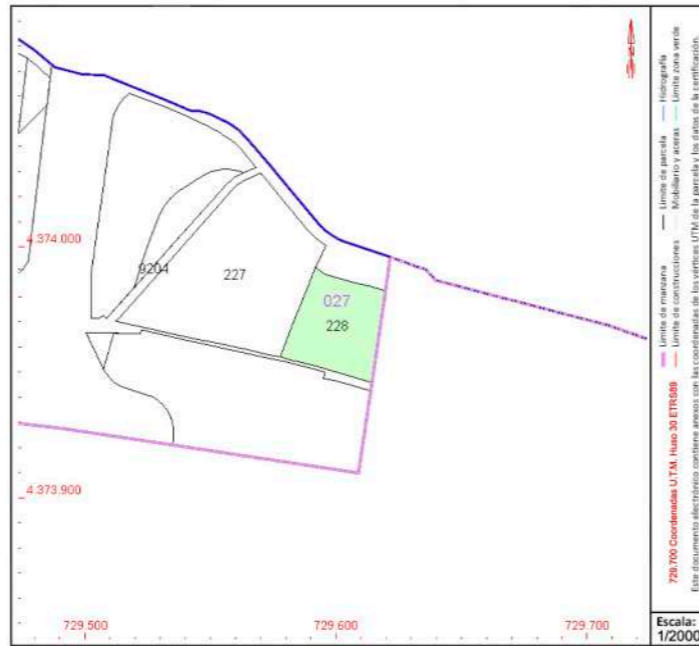 4.374.000
9204
227
027
228
4.373.900
729.500
729.600
729.700
Límite de manzana
Límite de parcela
Hidrografía
Límite de construcciones
Mobiliario y aceras
Límite zona verde
729.700 Coordenadas U.T.M. Huso 30 ETRS89
Este documento electrónico contiene anexos con las coordenadas de los vértices UTM de la parcela y los datos de la certificación.
Escala:
1/2000